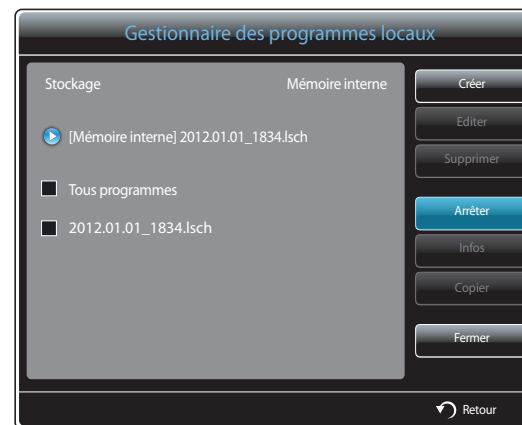 Gestionnaire des programmes locaux
Stockage
Mémoire interne
[Mémoire interne] 2012.01.01_1834.lsch
Tous programmes
2012.01.01_1834.lsch
Créer
Editer
Supprimer
Arrêter
Infos
Copier
Fermer
Retour